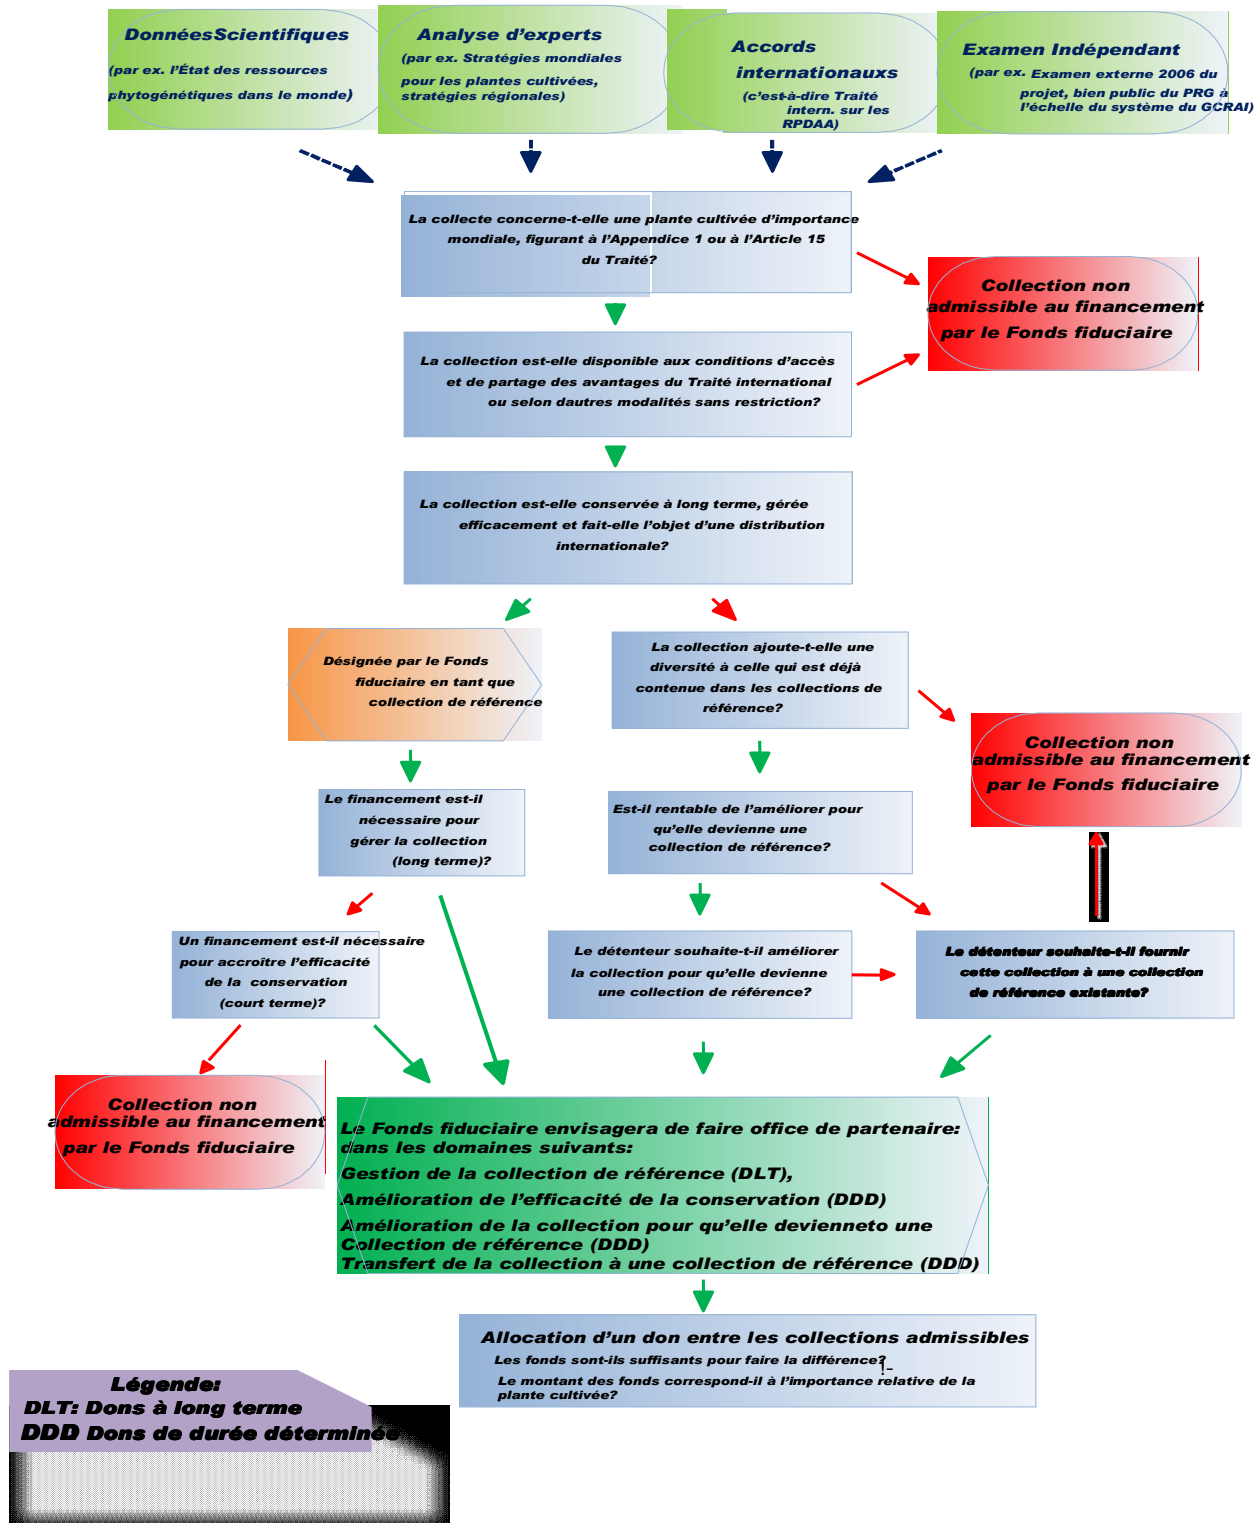 DonnéesScientifiques
(par ex. l’État des ressources
phytogénétiques dans le monde)
Analyse d’experts
(par ex. Stratégies mondiales
pour les plantes cultivées,
stratégies régionales)
Accords
internationauxs
(c’est-à-dire Traité
intern. sur les
RPDAA)
Examen Indépendant
(par ex. Examen externe 2006 du
projet, bien public du PRG à
l’échelle du système du GCRAI)
La collecte concerne-t-elle une plante cultivée d’importance
mondiale, figurant à l’Appendice 1 ou à l’Article 15
du Traité?
Collection non
admissible au financement
par le Fonds fiduciaire
La collection est-elle disponible aux conditions d’accès
et de partage des avantages du Traité international
ou selon dautres modalités sans restriction?
La collection est-elle conservée à long terme, gérée
efficacement et fait-elle l’objet d’une distribution
internationale?
Désignée par le Fonds
fiduciaire en tant que
collection de référence
La collection ajoute-t-elle une
diversité à celle qui est déjà
contenue dans les collections de
référence?
Collection non
admissible au financement
par le Fonds fiduciaire
Le financement est-il
nécessaire pour
gérer la collection
(long terme)?
Est-il rentable de l’améliorer pour
qu’elle devienne une
collection de référence?
Un financement est-il nécessaire
pour accroître l’efficacité
de la conservation
(court terme)?
Le détenteur souhaite-t-il améliorer
la collection pour qu’elle devienne
une collection de référence?
Le détenteur souhaite-t-il fournir
cette collection à une collection
de référence existante?
Collection non
admissible au financement
par le Fonds fiduciaire
Le Fonds fiduciaire envisagera de faire office de partenaire:
dans les domaines suivants:
Gestion de la collection de référence (DLT),
Amélioration de l’efficacité de la conservation (DDD)
Amélioration de la collection pour qu’elle devienneto une
Collection de référence (DDD)
Transfert de la collection à une collection de référence (DDD)
Allocation d’un don entre les collections admissibles
Les fonds sont-ils suffisants pour faire la différence?
!-
Le montant des fonds correspond-il à l’importance relative de la
plante cultivée?
Légende:
DLT: Dons à long terme
DDD Dons de durée déterminée